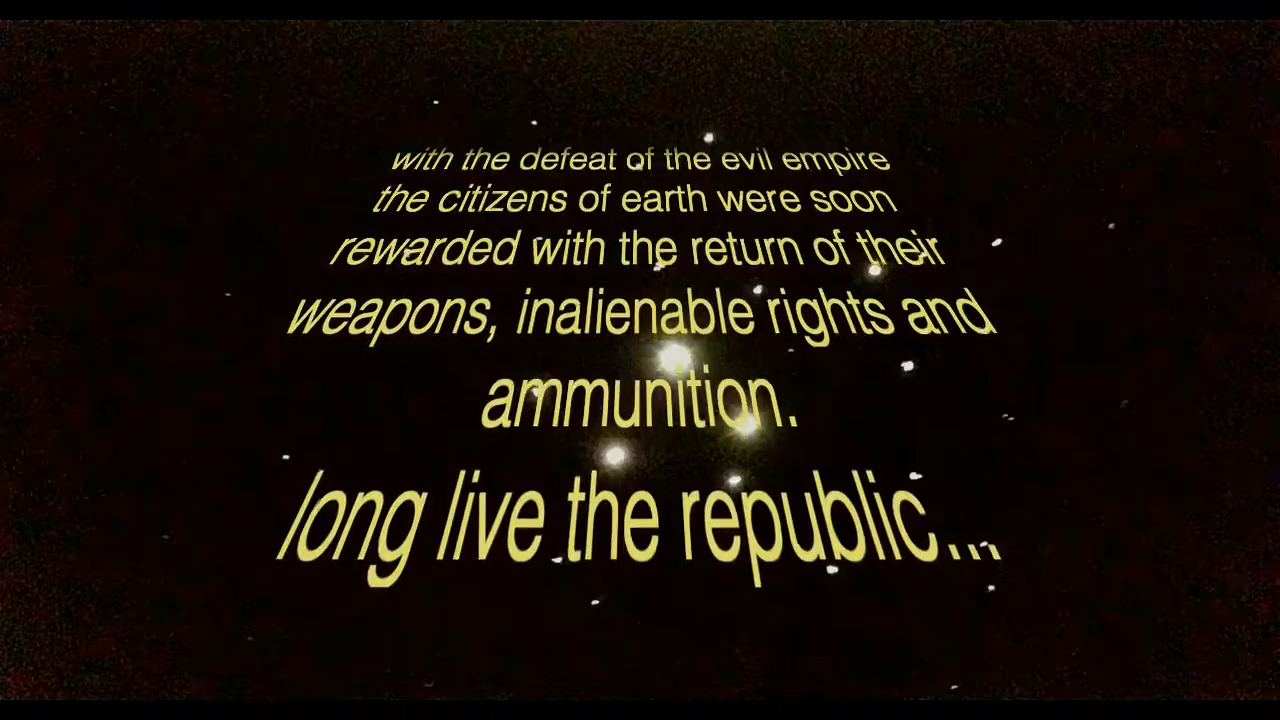 with the defeat of the evil empire
the citizens of earth were soon
rewarded with the return of their
weapons, inalienable rights and
ammunition.
long live the republic...